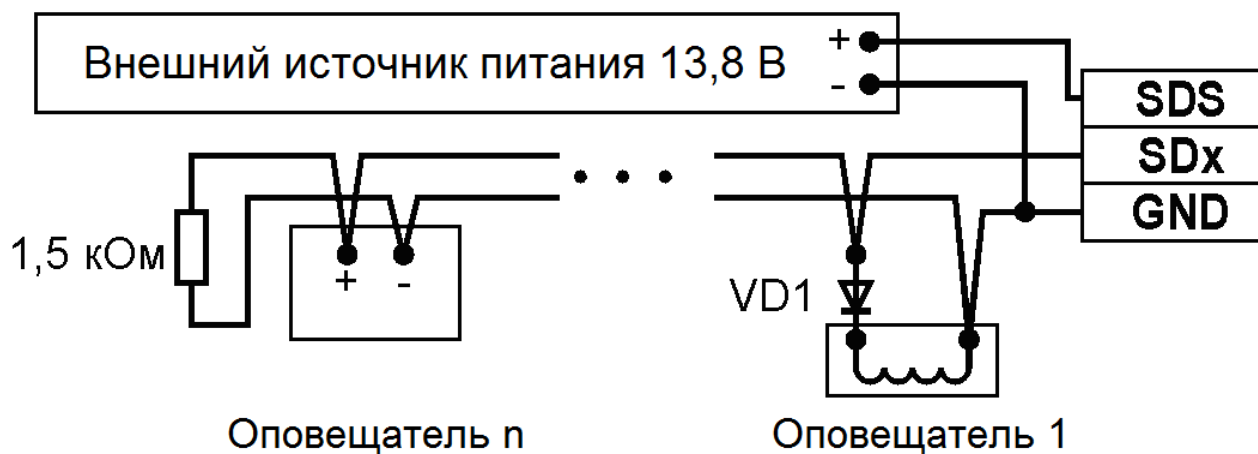 Внешний источник питания 13,8 В
+
-
SDS
SDx
GND
1,5 кОм
+ -
VD1
Оповещатель n
Оповещатель 1